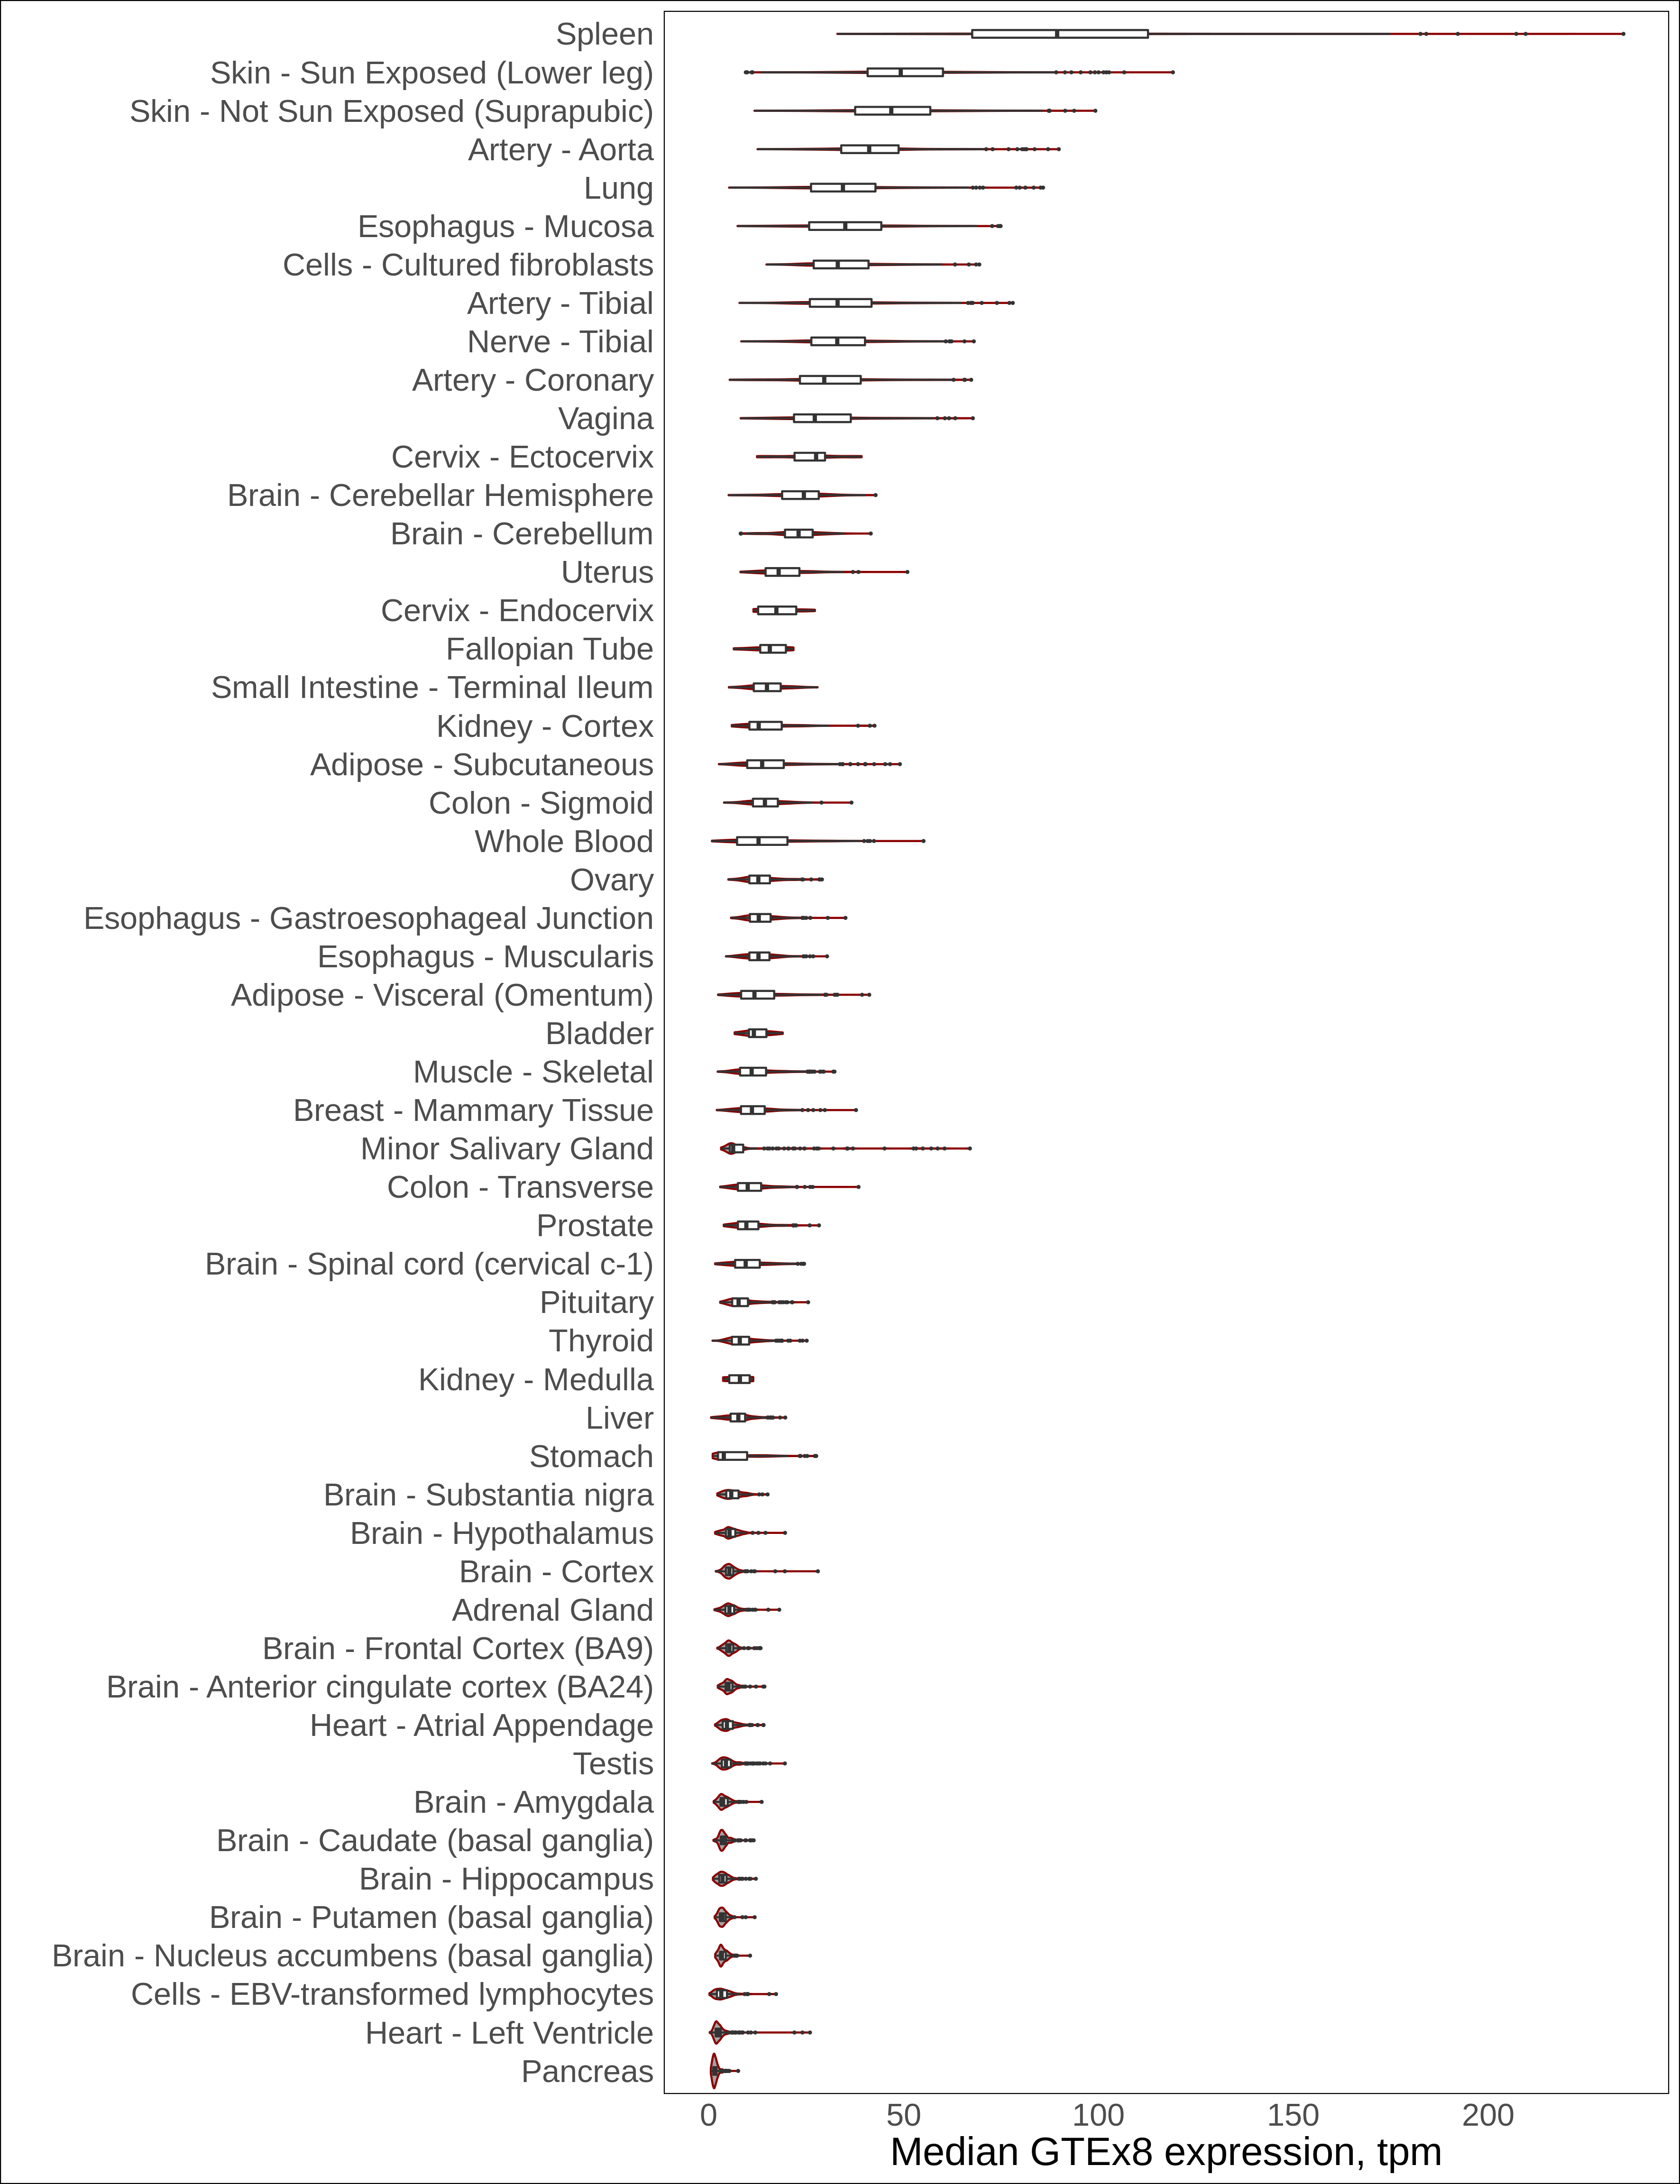 Spleen
Skin - Sun Exposed (Lower leg)
Skin - Not Sun Exposed (Suprapubic)
Artery - Aorta
Lung
Esophagus - Mucosa
Cells - Cultured fibroblasts
Artery - Tibial
Nerve - Tibial
Artery - Coronary
Vagina
Cervix - Ectocervix
Brain - Cerebellar Hemisphere
Brain - Cerebellum
Uterus
Cervix - Endocervix
Fallopian Tube
Small Intestine - Terminal Ileum
Kidney - Cortex
Adipose - Subcutaneous
Colon - Sigmoid
Whole Blood
Ovary
Esophagus - Gastroesophageal Junction
Esophagus - Muscularis
Adipose - Visceral (Omentum)
Bladder
Muscle - Skeletal
Breast - Mammary Tissue
Minor Salivary Gland
Colon - Transverse
Prostate
Brain - Spinal cord (cervical c-1)
Pituitary
Thyroid
Kidney - Medulla
Liver
Stomach
Brain - Substantia nigra
Brain - Hypothalamus
Brain - Cortex
Adrenal Gland
Brain - Frontal Cortex (BA9)
Brain - Anterior cingulate cortex (BA24)
Heart - Atrial Appendage
Testis
Brain - Amygdala
Brain - Caudate (basal ganglia)
Brain - Hippocampus
Brain - Putamen (basal ganglia)
Brain - Nucleus accumbens (basal ganglia)
Cells - EBV-transformed lymphocytes
Heart - Left Ventricle
Pancreas
0 50 100 150 200
Median GTEx8 expression, tpm